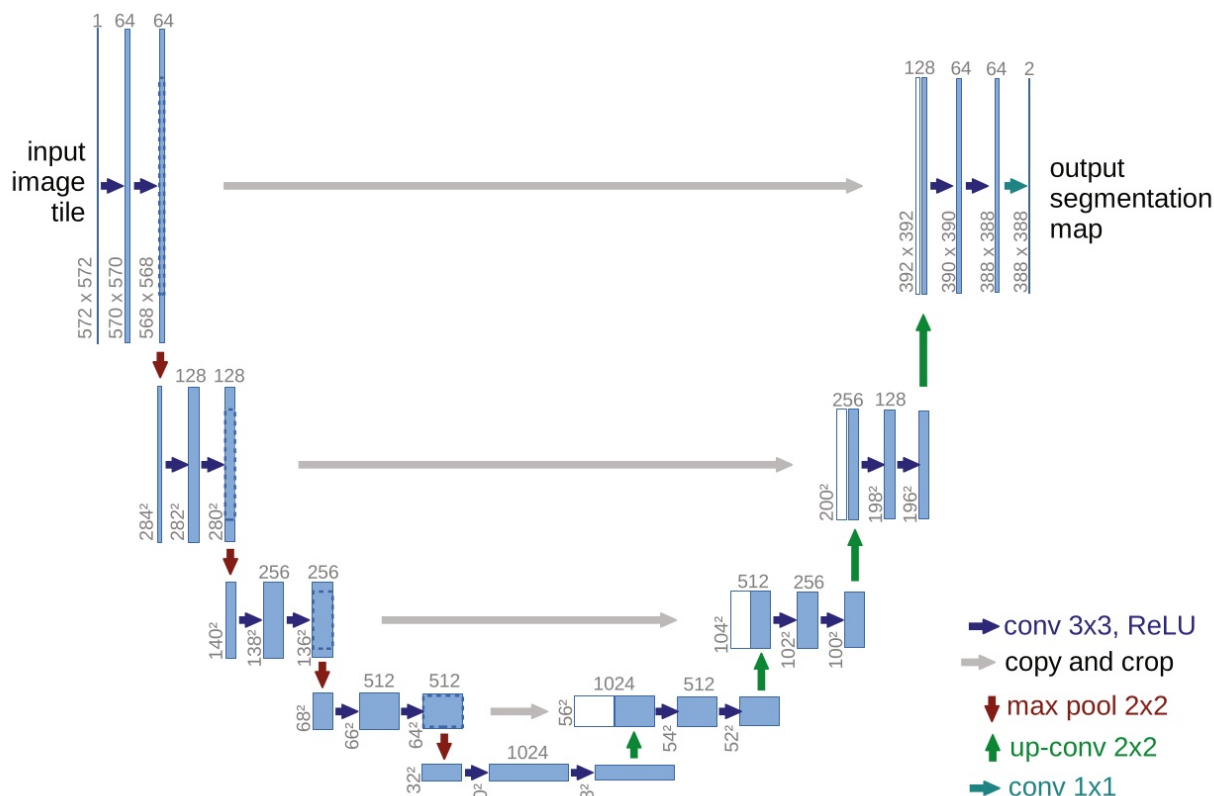 1 64 64
128 64 64 2
input
image
tile
output
segmentation
map
572 x 572
570 x 570
568 x 568
392 x 392
390 x 390
388 x 388
388 x 388
128 128
256 128
284²
282²
280²
200²
198²
196²
256 256
512 256
140²
138²
136²
104²
102²
100²
512 512
1024 512
68²
66²
64²
56²
54²
52²
1024
32²
conv 3x3, ReLU
copy and crop
max pool 2x2
up-conv 2x2
conv 1x1